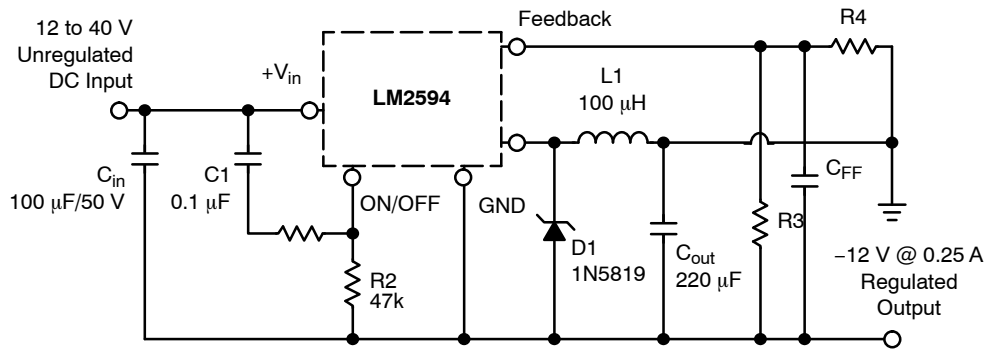 12 to 40 V
Unregulated
DC Input
+Vin
LM2594
Feedback
R4
L1
100 μH
Cin
100 μF/50 V
C1
0.1 μF
ON/OFF
GND
R2
47k
D1
1N5819
Cout
220 μF
R3
CFF
−12 V @ 0.25 A
Regulated
Output